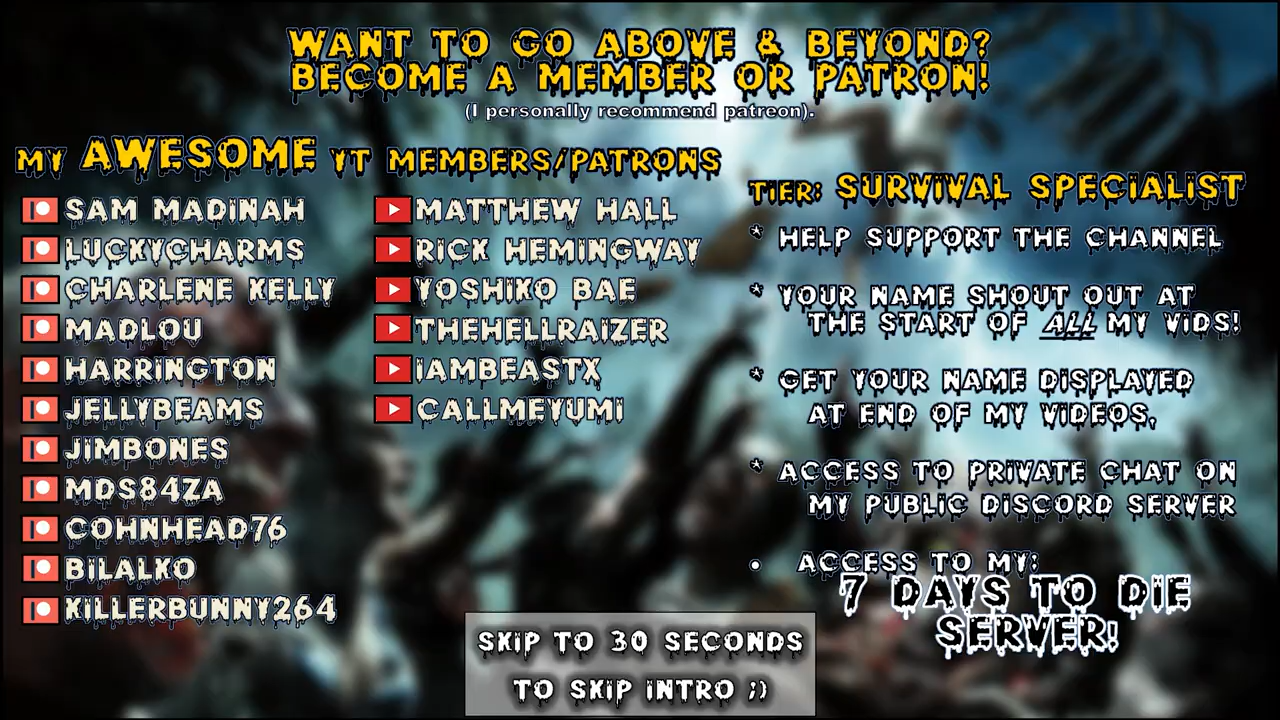 WANT TO GO ABOVE & BEYOND?
BECOME A MEMBER OR PATRON!
(I personally recommend patreon).
MY AWESOME YT MEMBERS/PATRONS
SAM MADINAH
LUCKYCHARMS
CHARLENE KELLY
MADLOU
HARRINGTON
JELLYBEAMS
JIMBONES
MDS84ZA
COHNHEAD76
BILALKO
KILLERBUNNY264
MATTHEW HALL
RICK HEMINGWAY
YOSHIKO BAE
THEHELLRAIZER
IAMBEASTX
CALLMEYUMI
TIER: SURVIVAL SPECIALIST
* HELP SUPPORT THE CHANNEL
* YOUR NAME SHOUT OUT AT
THE START OF ALL MY VIDS!
* GET YOUR NAME DISPLAYED
AT END OF MY VIDEOS.
* ACCESS TO PRIVATE CHAT ON
MY PUBLIC DISCORD SERVER
• ACCESS TO MY:
7 DAYS TO DIE
SERVER!
SKIP TO 30 SECONDS
TO SKIP INTRO ;)